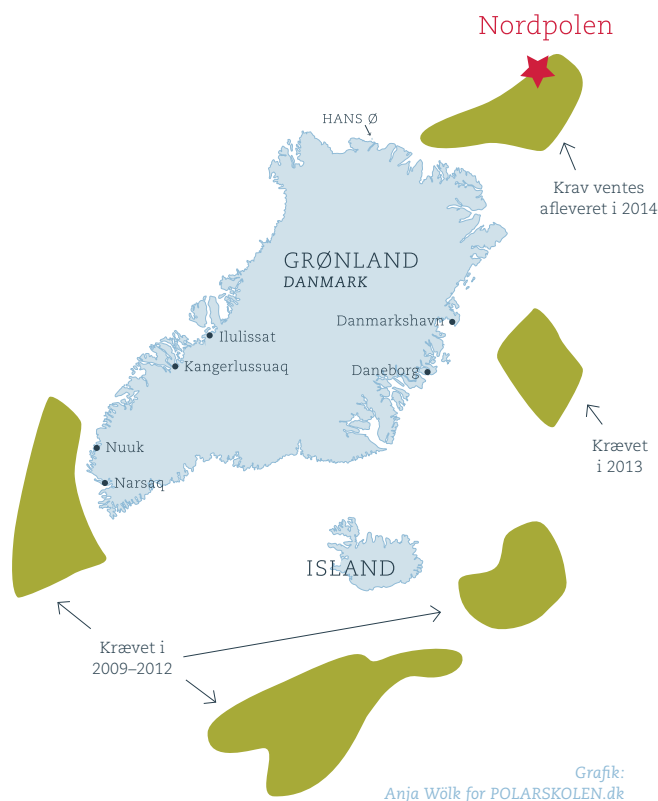 Nordpolen
HANS Ø
Krav ventes
afleveret i 2014
GRØNLAND
DANMARK
Danmarkshavn
Ilulissat
Kangerlussuaq
Daneborg
Krævet
i 2013
Nuuk
Narsaq
ISLAND
Krævet i
2009–2012
Grafik:
Anja Wölk for POLARSKOLEN.dk